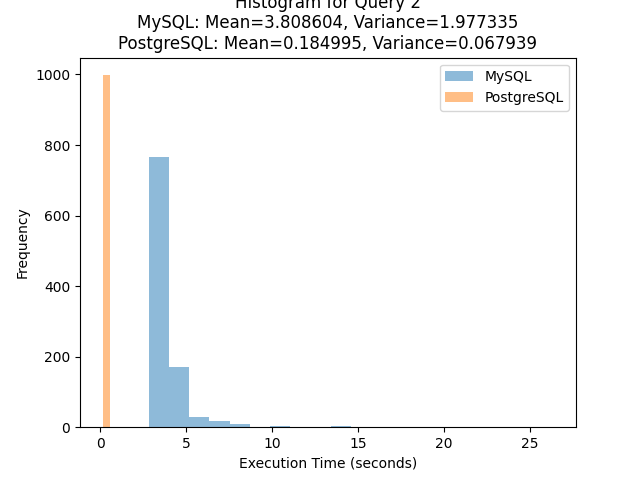 Histogram for Query 2
MySQL: Mean=3.808604, Variance=1.977335
PostgreSQL: Mean=0.184995, Variance=0.067939
MySQL
PostgreSQL
1000
800
600
400
200
0
Frequency
0 5 10 15 20 25
Execution Time (seconds)